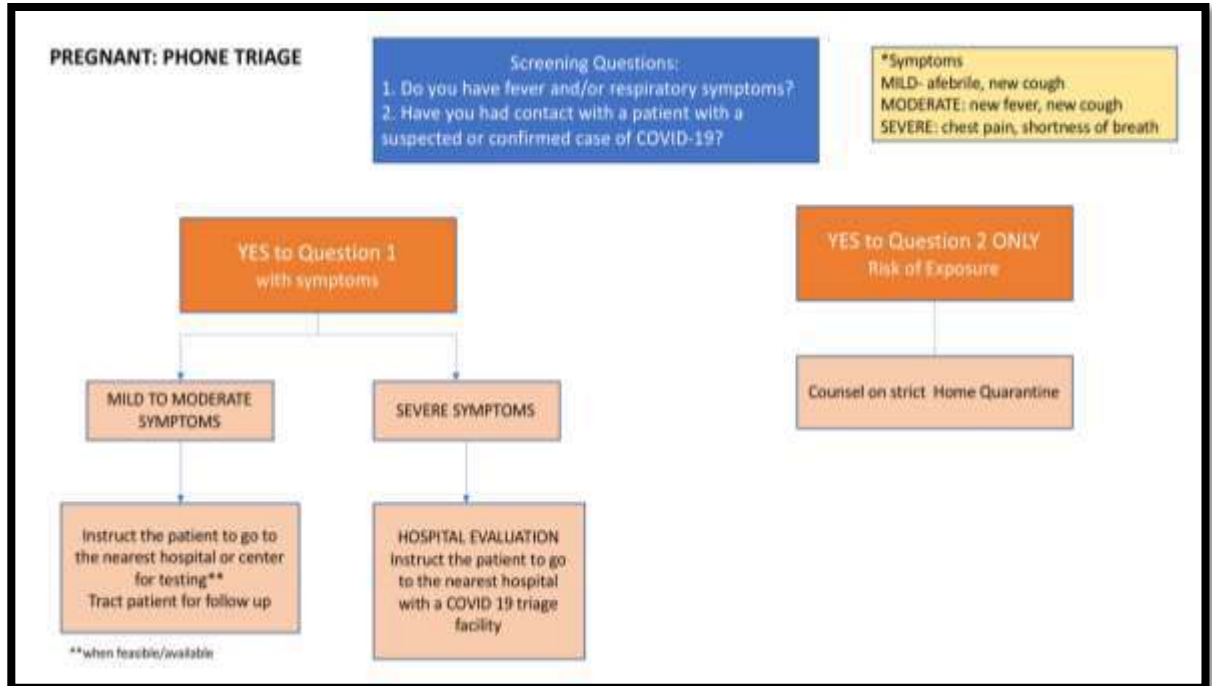 PREGNANT: PHONE TRIAGE
Screening Questions:
1. Do you have fever and/or respiratory symptoms?
2. Have you had contact with a patient with a
suspected or confirmed case of COVID-19?
*Symptoms
MILD- afebrile, new cough
MODERATE: new fever, new cough
SEVERE: chest pain, shortness of breath
YES to Question 1
with symptoms
YES to Question 2 ONLY
Risk of Exposure
MILD TO MODERATE
SYMPTOMS
SEVERE SYMPTOMS
Counsel on strict Home Quarantine
Instruct the patient to go to
the nearest hospital or center
for testing**
Tract patient for follow up
HOSPITAL EVALUATION
Instruct the patient to go
to the nearest hospital
with a COVID 19 triage
facility
**when feasible/available